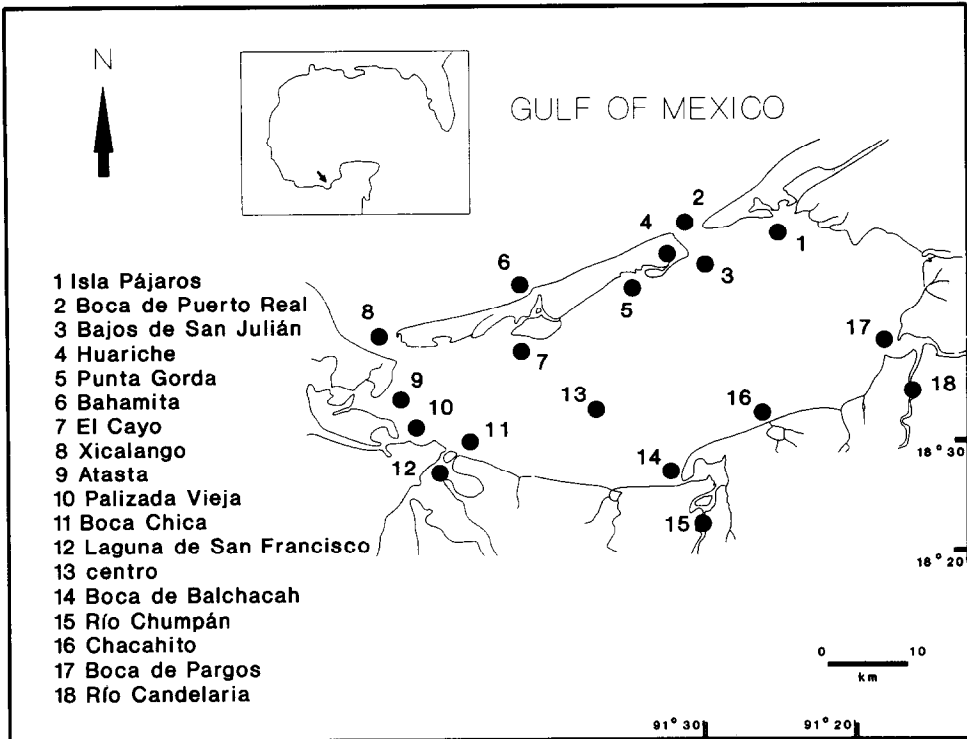 N
GULF OF MEXICO
2
4
1
3
6
5
8
17
7
18
9
13
16
10
11
18° 30
14
12
15
18° 20
1 Isla Pájaros
2 Boca de Puerto Real
3 Bajos de San Julián
4 Huariche
5 Punta Gorda
6 Bahamita
7 El Cayo
8 Xicalango
9 Atasta
10 Palizada Vieja
11 Boca Chica
12 Laguna de San Francisco
13 centro
14 Boca de Balchacah
15 Río Chumpán
16 Chacahito
17 Boca de Pargos
18 Río Candelaria
0 10
km
91° 30 91° 20